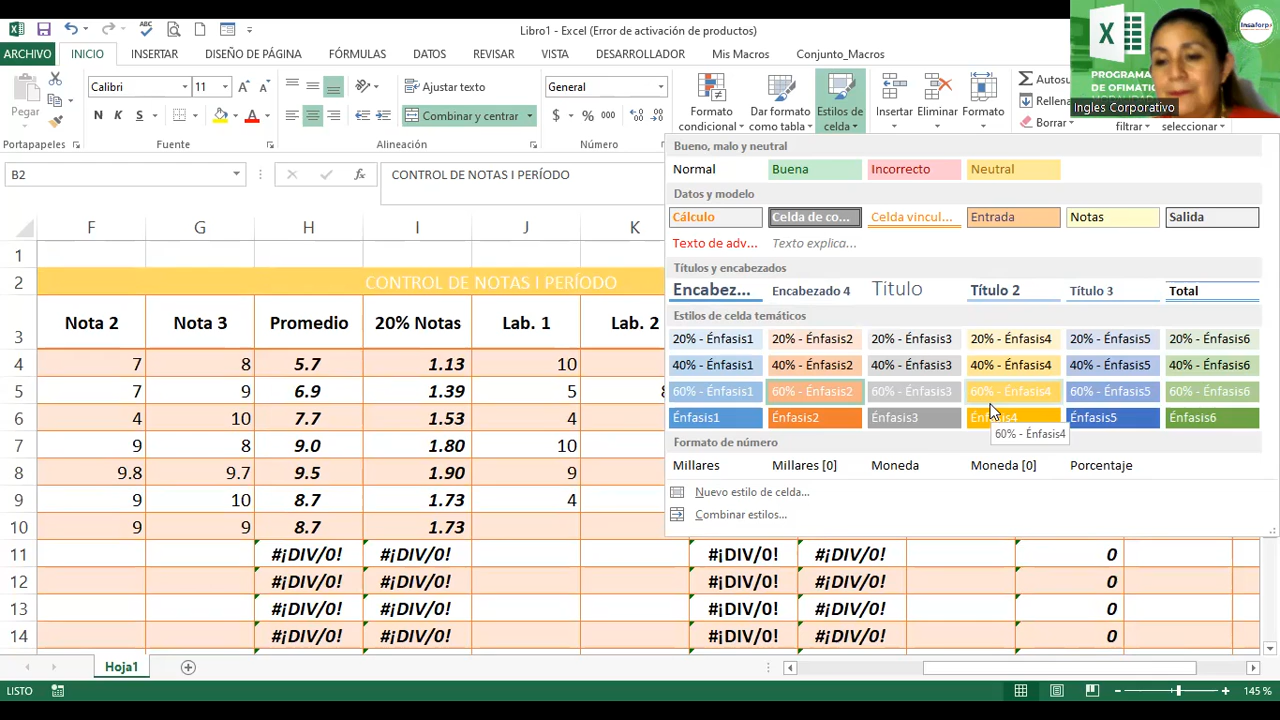 Libro1 - Excel (Error de activación de productos)
ARCHIVO INICIO INSERTAR DISEÑO DE PÁGINA FÓRMULAS DATOS REVISAR VISTA DESARROLLADOR Mis Macros Conjunto_Macros
Insaforp
PROGRAMA
DE OFIMATIC
Ingles Corporativo
Pegar
Calibri 11
N K S
Ajustar texto
Combinar y centrar
General
$ % 000
Formato condicional
Dar formato como tabla
Estilos de celda
Insertar Eliminar Formato
Autosu
Rellena
Borrar
filtrar seleccionar
Portapapeles Fuente Alineación Número
B2 fx CONTROL DE NOTAS I PERÍODO
F G H I J K
1
2 CONTROL DE NOTAS I PERÍODO
3 Nota 2 Nota 3 Promedio 20% Notas Lab. 1 Lab. 2
4 7 8 5.7 1.13 10
5 7 9 6.9 1.39 5
6 4 10 7.7 1.53 10
7 9 8 9.0 1.80 10
8 9.8 9.7 9.5 1.90 9
9 9 10 8.7 1.73 4
10 9 9 8.7 1.73
11 #¡DIV/0! #¡DIV/0! #¡DIV/0! #¡DIV/0! 0
12 #¡DIV/0! #¡DIV/0! #¡DIV/0! #¡DIV/0! 0
13 #¡DIV/0! #¡DIV/0! #¡DIV/0! #¡DIV/0! 0
14 #¡DIV/0! #¡DIV/0! #¡DIV/0! #¡DIV/0! 0
Bueno, malo y neutral
Normal Buena Incorrecto Neutral
Datos y modelo
Cálculo Celda de co... Celda vincul... Entrada Notas Salida
Texto de adv... Texto explica...
Títulos y encabezados
Encabez... Encabezado 4 Título Título 2 Título 3 Total
Estilos de celda temáticos
20% - Énfasis1 20% - Énfasis2 20% - Énfasis3 20% - Énfasis4 20% - Énfasis5 20% - Énfasis6
40% - Énfasis1 40% - Énfasis2 40% - Énfasis3 40% - Énfasis4 40% - Énfasis5 40% - Énfasis6
60% - Énfasis1 60% - Énfasis2 60% - Énfasis3 60% - Énfasis4 60% - Énfasis5 60% - Énfasis6
Énfasis1 Énfasis2 Énfasis3 Énfasis4 Énfasis5 Énfasis6
60% - Énfasis4
Formato de número
Millares Millares [0] Moneda Moneda [0] Porcentaje
Nuevo estilo de celda...
Combinar estilos...
Hoja1
LISTO 145 %